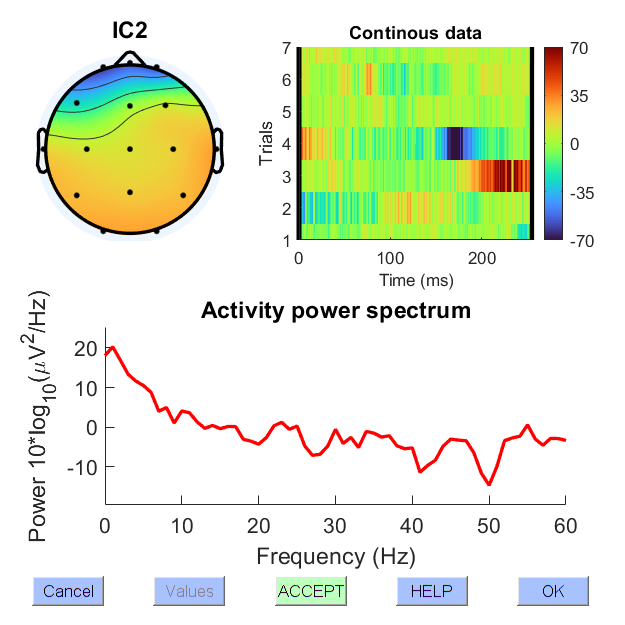 IC2
Continous data
Trials
7
6
5
4
3
2
1
0
100
200
Time (ms)
70
35
0
-35
-70
Activity power spectrum
Power 10*log10(μV2/Hz)
20
10
0
-10
0
10
20
30
40
50
60
Frequency (Hz)
Cancel
Values
ACCEPT
HELP
OK